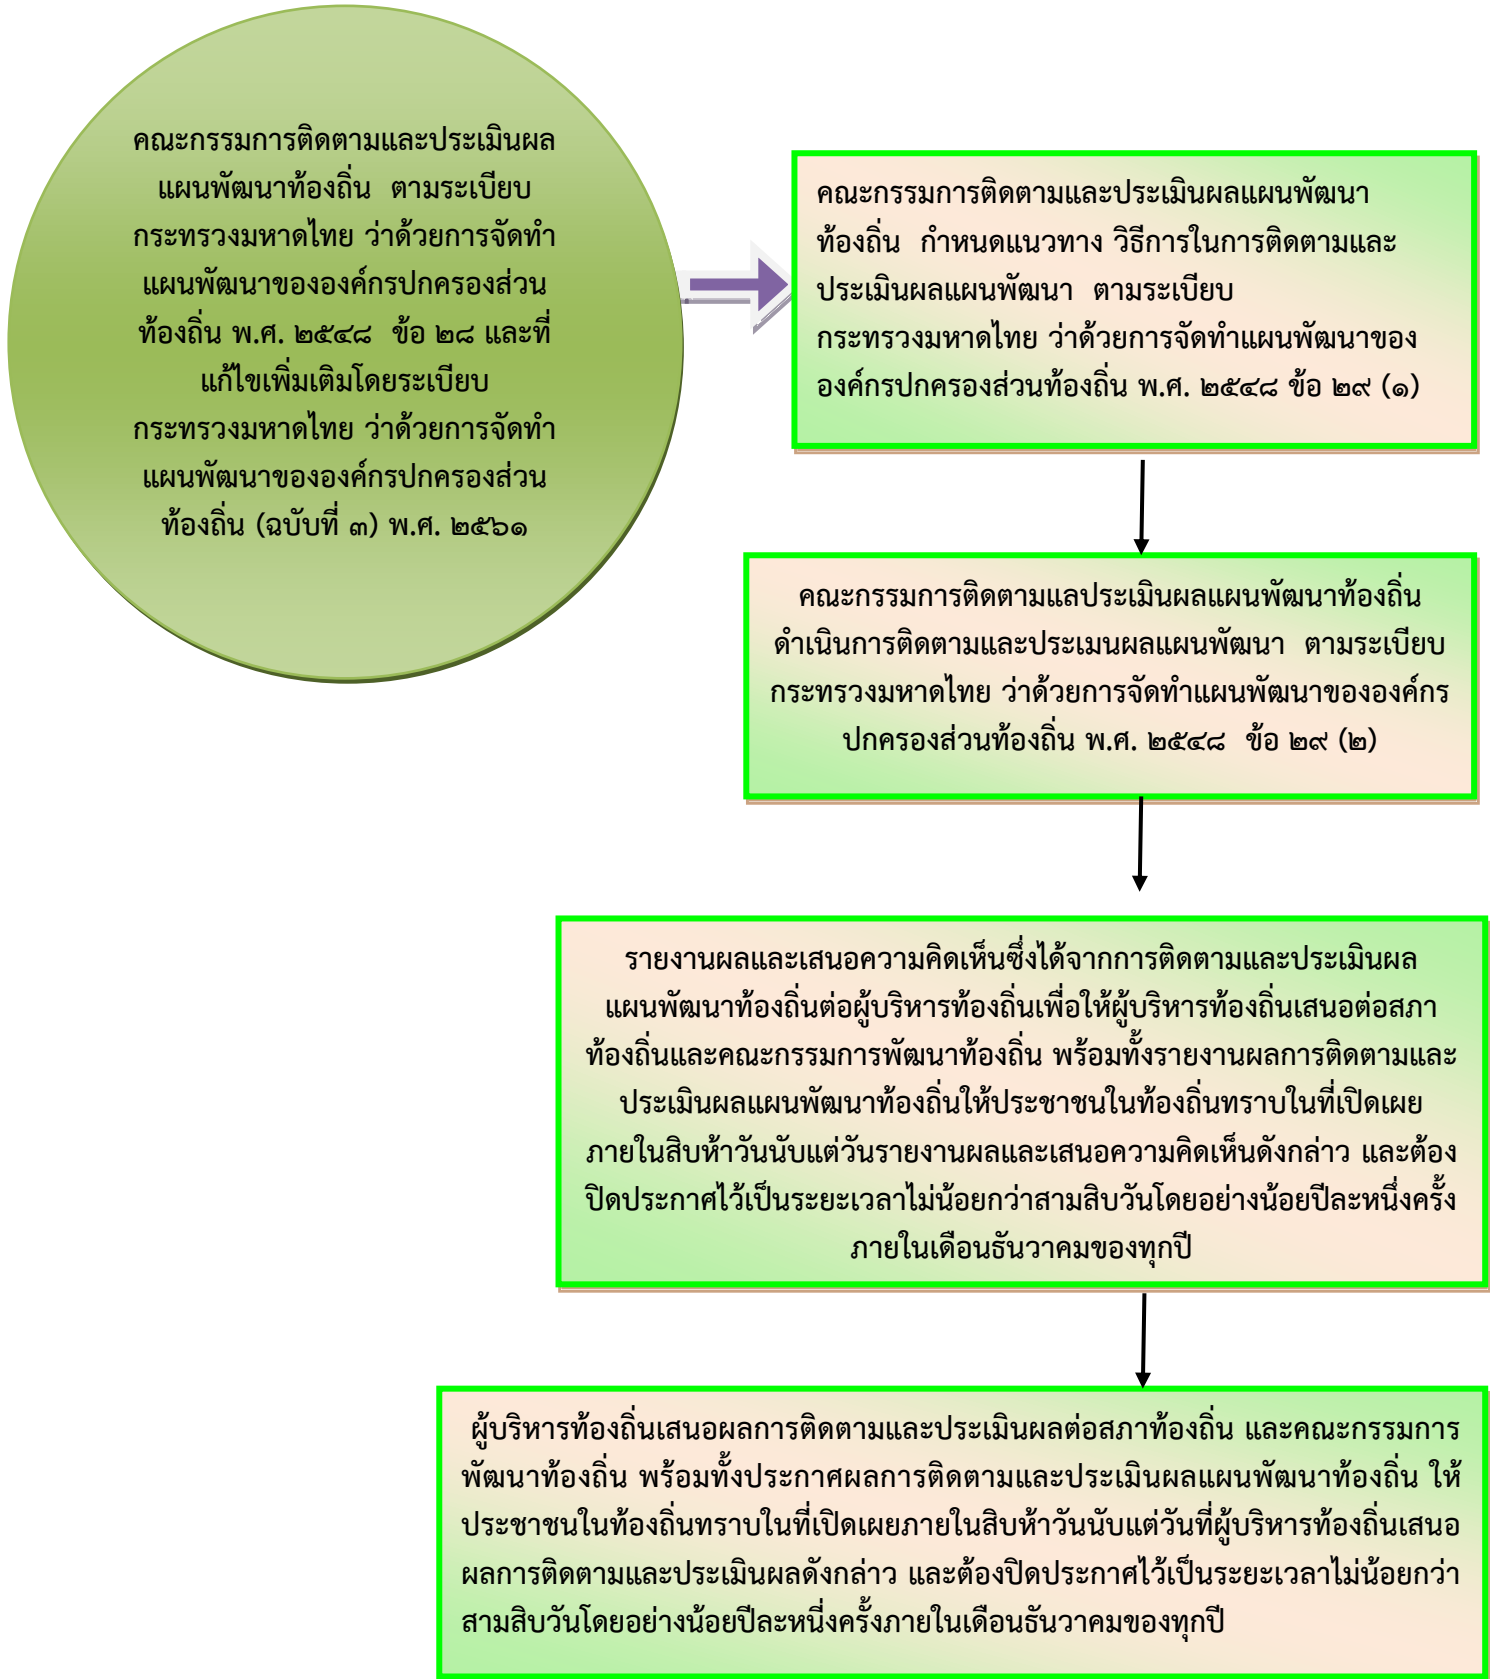 คณะกรรมการติดตามและประเมินผล
แผนพัฒนาท้องถิ่น ตามระเบียบ
กระทรวงมหาดไทย ว่าด้วยการจัดทำ
แผนพัฒนาขององค์กรปกครองส่วน
ท้องถิ่น พ.ศ. ๒๕๔๘ ข้อ ๒๘ และที่
แก้ไขเพิ่มเติมโดยระเบียบ
กระทรวงมหาดไทย ว่าด้วยการจัดทำ
แผนพัฒนาขององค์กรปกครองส่วน
ท้องถิ่น (ฉบับที่ ๓) พ.ศ. ๒๕๖๑
คณะกรรมการติดตามและประเมินผลแผนพัฒนา
ท้องถิ่น กำหนดแนวทาง วิธีการในการติดตามและ
ประเมินผลแผนพัฒนา ตามระเบียบ
กระทรวงมหาดไทย ว่าด้วยการจัดทำแผนพัฒนาของ
องค์กรปกครองส่วนท้องถิ่น พ.ศ. ๒๕๔๘ ข้อ ๒๙ (๑)
คณะกรรมการติดตามแลประเมินผลแผนพัฒนาท้องถิ่น
ดำเนินการติดตามและประเมนผลแผนพัฒนา ตามระเบียบ
กระทรวงมหาดไทย ว่าด้วยการจัดทำแผนพัฒนาขององค์กร
ปกครองส่วนท้องถิ่น พ.ศ. ๒๕๔๘ ข้อ ๒๙ (๒)
รายงานผลและเสนอความคิดเห็นซึ่งได้จากการติดตามและประเมินผล
แผนพัฒนาท้องถิ่นต่อผู้บริหารท้องถิ่นเพื่อให้ผู้บริหารท้องถิ่นเสนอต่อสภา
ท้องถิ่นและคณะกรรมการพัฒนาท้องถิ่น พร้อมทั้งรายงานผลการติดตามและ
ประเมินผลแผนพัฒนาท้องถิ่นให้ประชาชนในท้องถิ่นทราบในที่เปิดเผย
ภายในสิบห้าวันนับแต่วันรายงานผลและเสนอความคิดเห็นดังกล่าว และต้อง
ปิดประกาศไว้เป็นระยะเวลาไม่น้อยกว่าสามสิบวันโดยอย่างน้อยปีละหนึ่งครั้ง
ภายในเดือนธันวาคมของทุกปี
ผู้บริหารท้องถิ่นเสนอผลการติดตามและประเมินผลต่อสภาท้องถิ่น และคณะกรรมการ
พัฒนาท้องถิ่น พร้อมทั้งประกาศผลการติดตามและประเมินผลแผนพัฒนาท้องถิ่น ให้
ประชาชนในท้องถิ่นทราบในที่เปิดเผยภายในสิบห้าวันนับแต่วันที่ผู้บริหารท้องถิ่นเสนอ
ผลการติดตามและประเมินผลดังกล่าว และต้องปิดประกาศไว้เป็นระยะเวลาไม่น้อยกว่า
สามสิบวันโดยอย่างน้อยปีละหนี่งครั้งภายในเดือนธันวาคมของทุกปี